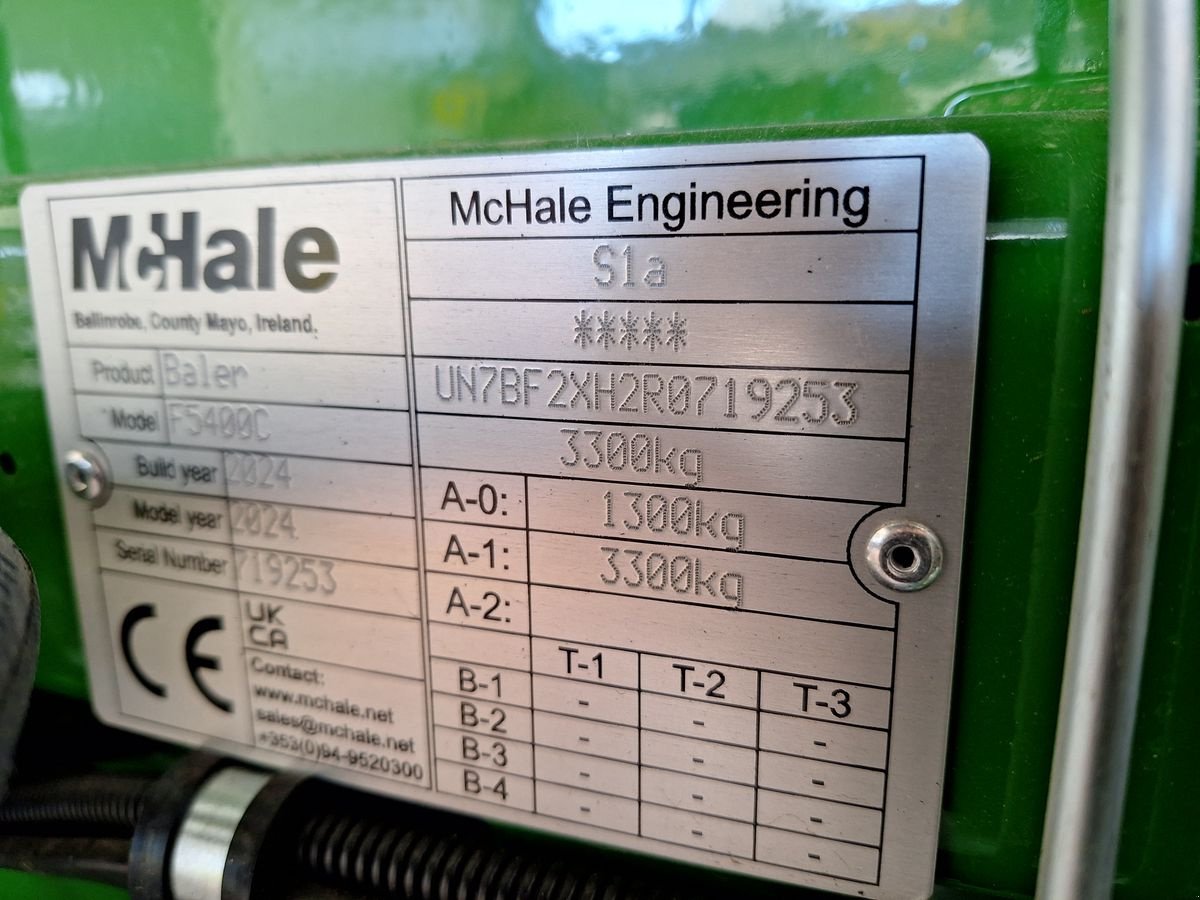 McHale
Ballinrobe, County Mayo, Ireland.
Product Baler
Model F5400C
Build year 2024
Model year 2024
Serial Number 719253
CE
UK
CA
Contact:
www.mchale.net
sales@mchale.net
+353(0)94-9520300
McHale Engineering
S1a
*****
UN7BF2XH2R0719253
3300kg
A-0: 1300kg
A-1: 3300kg
A-2:
T-1 T-2 T-3
B-1 - - -
B-2 - - -
B-3 - - -
B-4 - - -